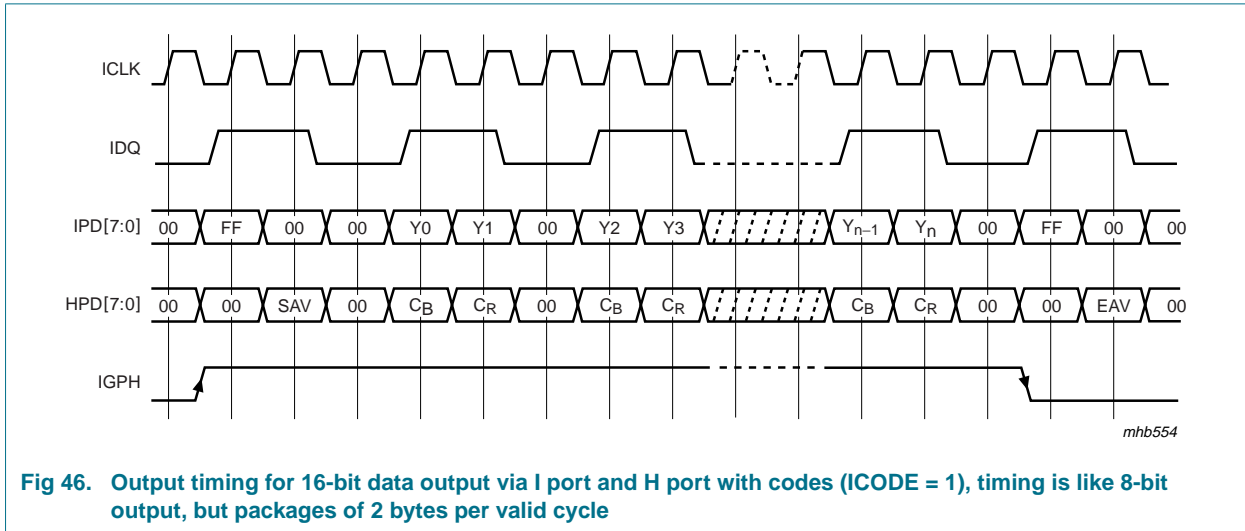 ICLK
IDQ
IPD[7:0] 00 FF 00 00 Y0 Y1 00 Y2 Y3 Yn–1 Yn 00 FF 00 00
HPD[7:0] 00 00 SAV 00 CB CR 00 CB CR CB CR 00 00 EAV 00
IGPH
mhb554
Fig 46. Output timing for 16-bit data output via I port and H port with codes (ICODE = 1), timing is like 8-bit
output, but packages of 2 bytes per valid cycle